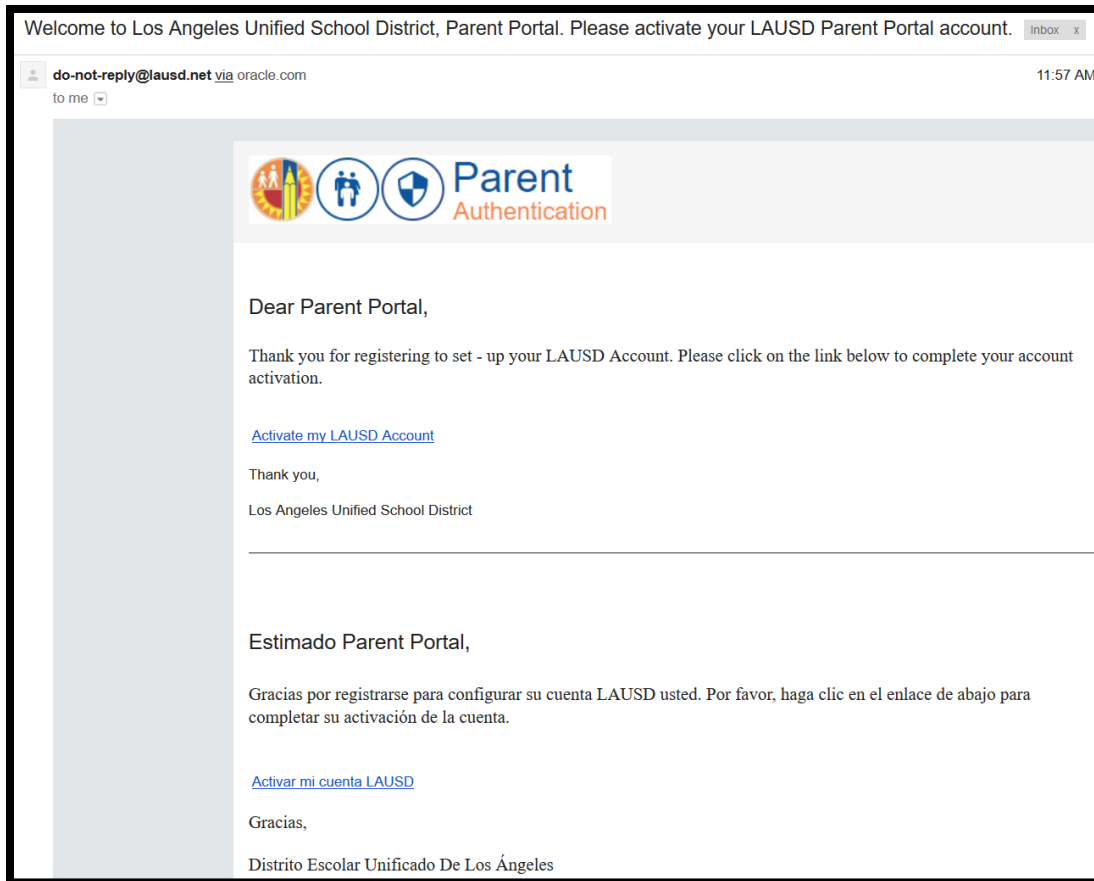 Welcome to Los Angeles Unified School District, Parent Portal. Please activate your LAUSD Parent Portal account. Inbox x
do-not-reply@lausd.net via oracle.com 11:57 AM
to me
Parent
Authentication
Dear Parent Portal,
Thank you for registering to set - up your LAUSD Account. Please click on the link below to complete your account
activation.
Activate my LAUSD Account
Thank you,
Los Angeles Unified School District
Estimado Parent Portal,
Gracias por registrarse para configurar su cuenta LAUSD usted. Por favor, haga clic en el enlace de abajo para
completar su activación de la cuenta.
Activar mi cuenta LAUSD
Gracias,
Distrito Escolar Unificado De Los Ángeles